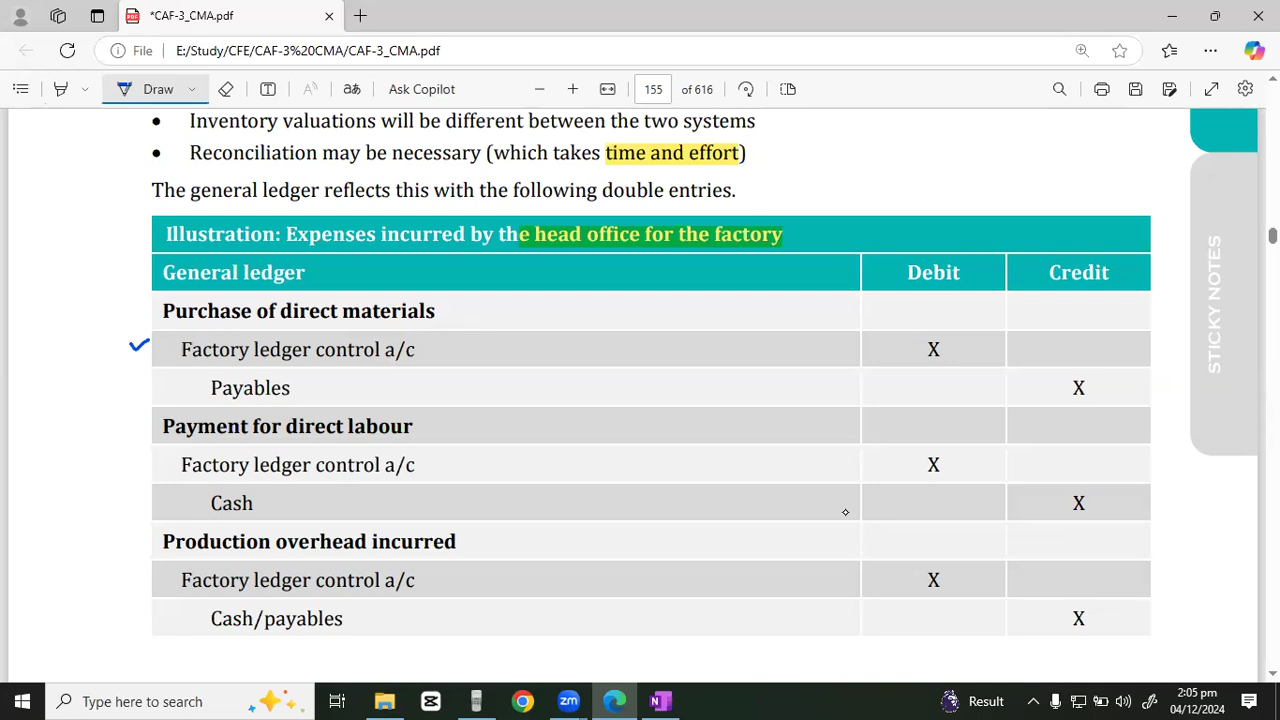 *CAF-3_CMA.pdf
File E:/Study/CFE/CAF-3%20CMA/CAF-3_CMA.pdf
Draw Ask Copilot 155 of 616
• Inventory valuations will be different between the two systems
• Reconciliation may be necessary (which takes time and effort)
The general ledger reflects this with the following double entries.
Illustration: Expenses incurred by the head office for the factory
General ledger Debit Credit
Purchase of direct materials
Factory ledger control a/c X
Payables X
Payment for direct labour
Factory ledger control a/c X
Cash X
Production overhead incurred
Factory ledger control a/c X
Cash/payables X
STICKY NOTES
Type here to search Result 2:05 pm
04/12/2024